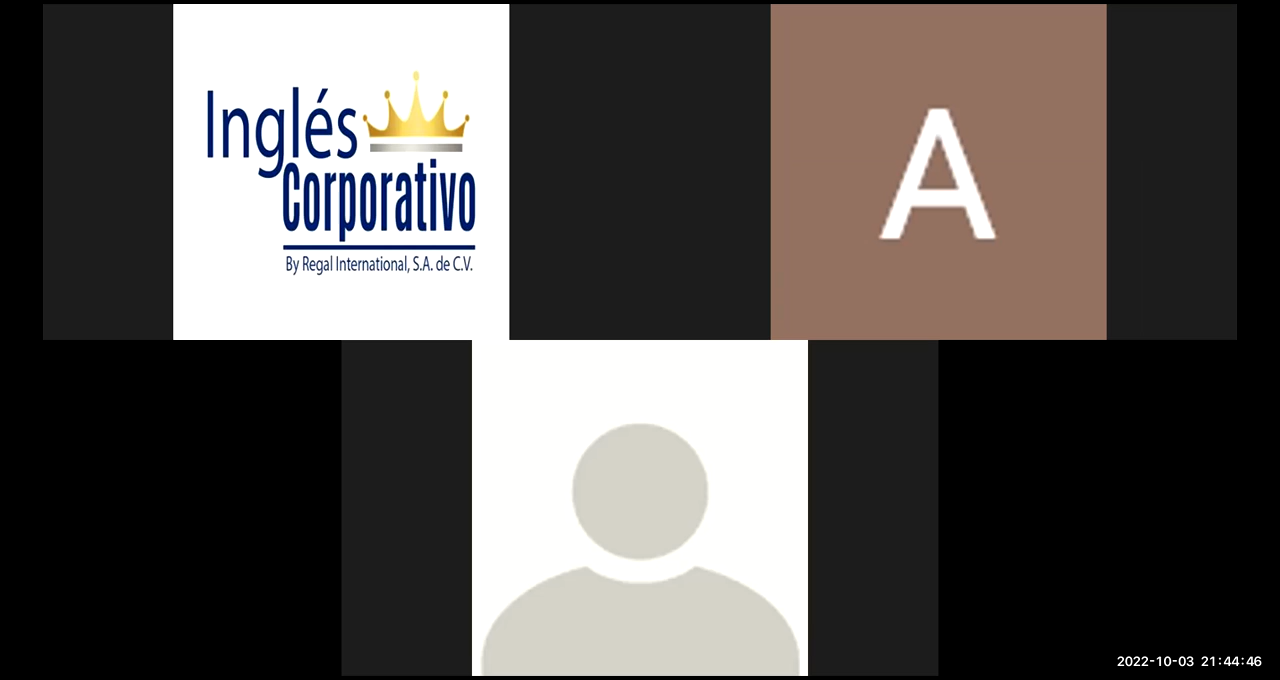 Inglés
Corporativo
By Regal International, S.A. de C.V.
A
2022-10-03 21:44:46